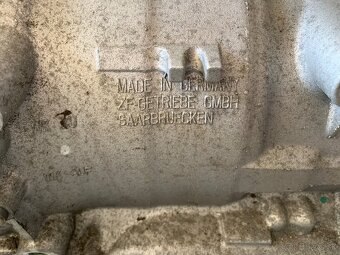 MADE IN GERMANY
ZF-GETRIEBE GMBH
SAARBRUECKEN